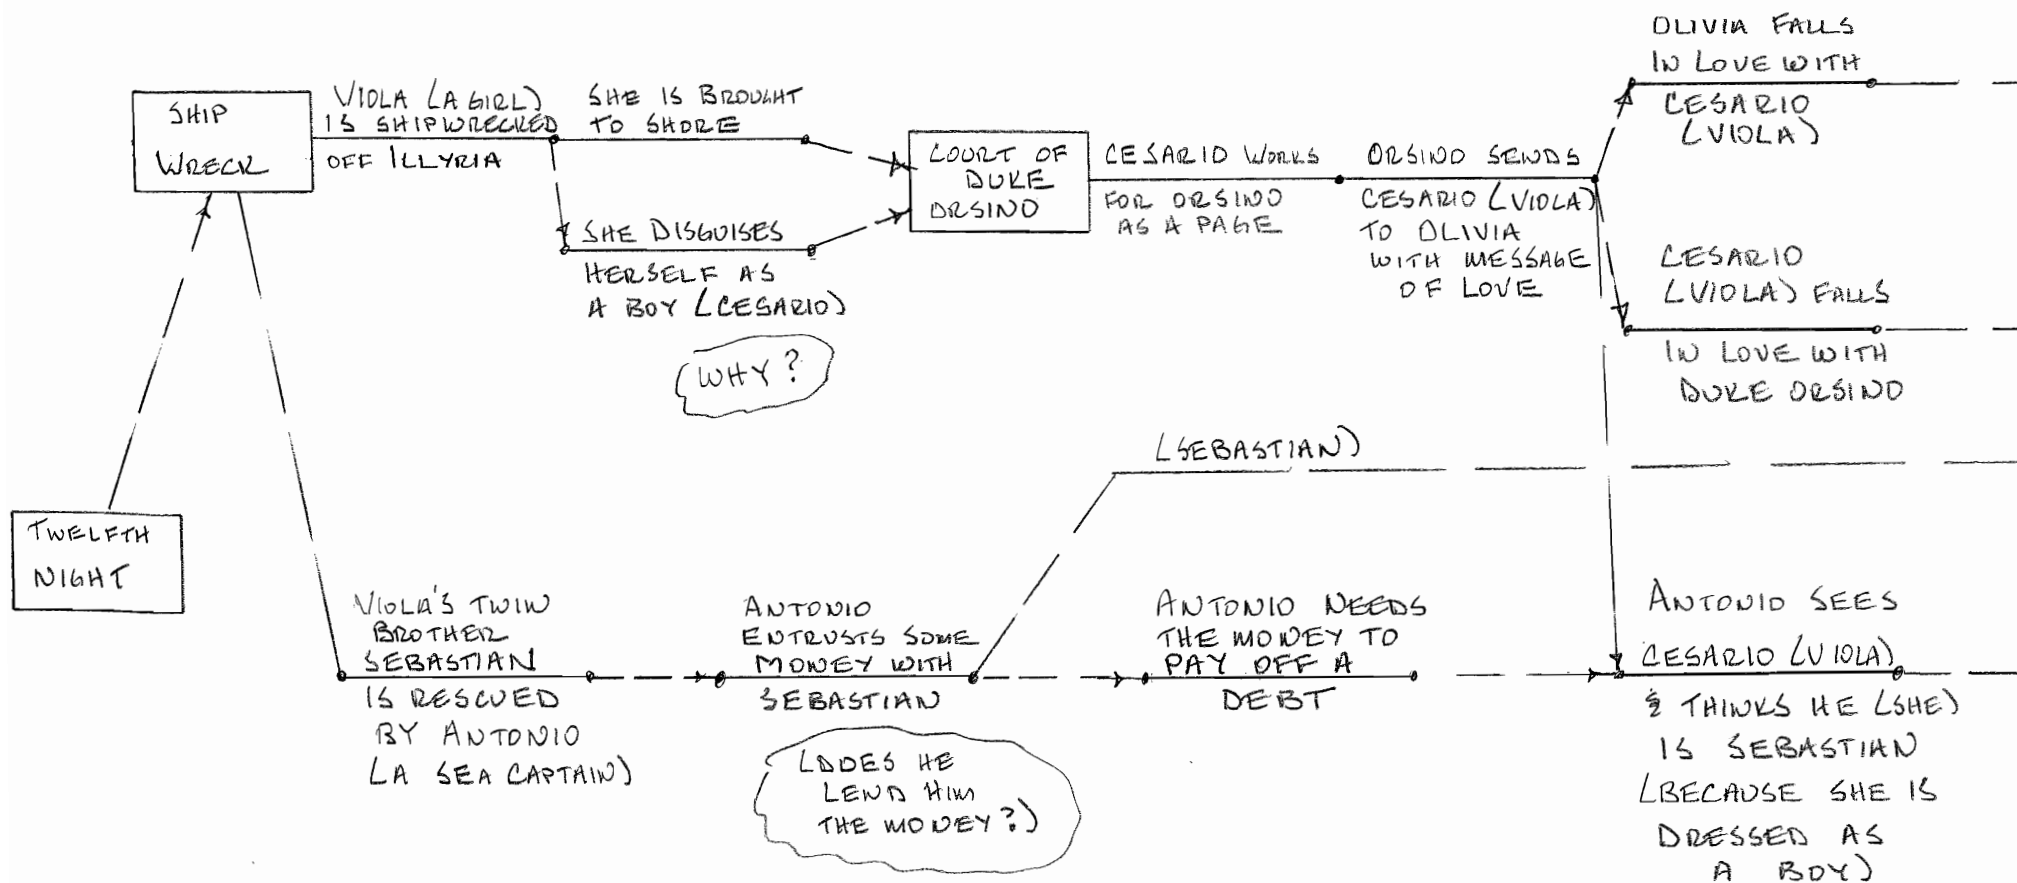 SHIP
WRECK
VIOLA (A GIRL)
IS SHIPWRECKED
OFF ILLYRIA
SHE IS BROUGHT
TO SHORE
SHE DISGUISES
HERSELF AS
A BOY (CESARIO)
WHY?
COURT OF
DUKE
ORSINO
CESARIO WORKS
FOR ORSINO
AS A PAGE
ORSINO SENDS
CESARIO (VIOLA)
TO OLIVIA
WITH MESSAGE
OF LOVE
OLIVIA FALLS
IN LOVE WITH
CESARIO
(VIOLA)
CESARIO
(VIOLA) FALLS
IN LOVE WITH
DUKE ORSINO
(SEBASTIAN)
TWELFTH
NIGHT
VIOLA'S TWIN
BROTHER
SEBASTIAN
IS RESCUED
BY ANTONIO
(A SEA CAPTAIN)
ANTONIO
ENTRUSTS SOME
MONEY WITH
SEBASTIAN
(DOES HE
LEND HIM
THE MONEY?)
ANTONIO NEEDS
THE MONEY TO
PAY OFF A
DEBT
ANTONIO SEES
CESARIO (VIOLA)
& THINKS HE (SHE)
IS SEBASTIAN
(BECAUSE SHE IS
DRESSED AS
A BOY)